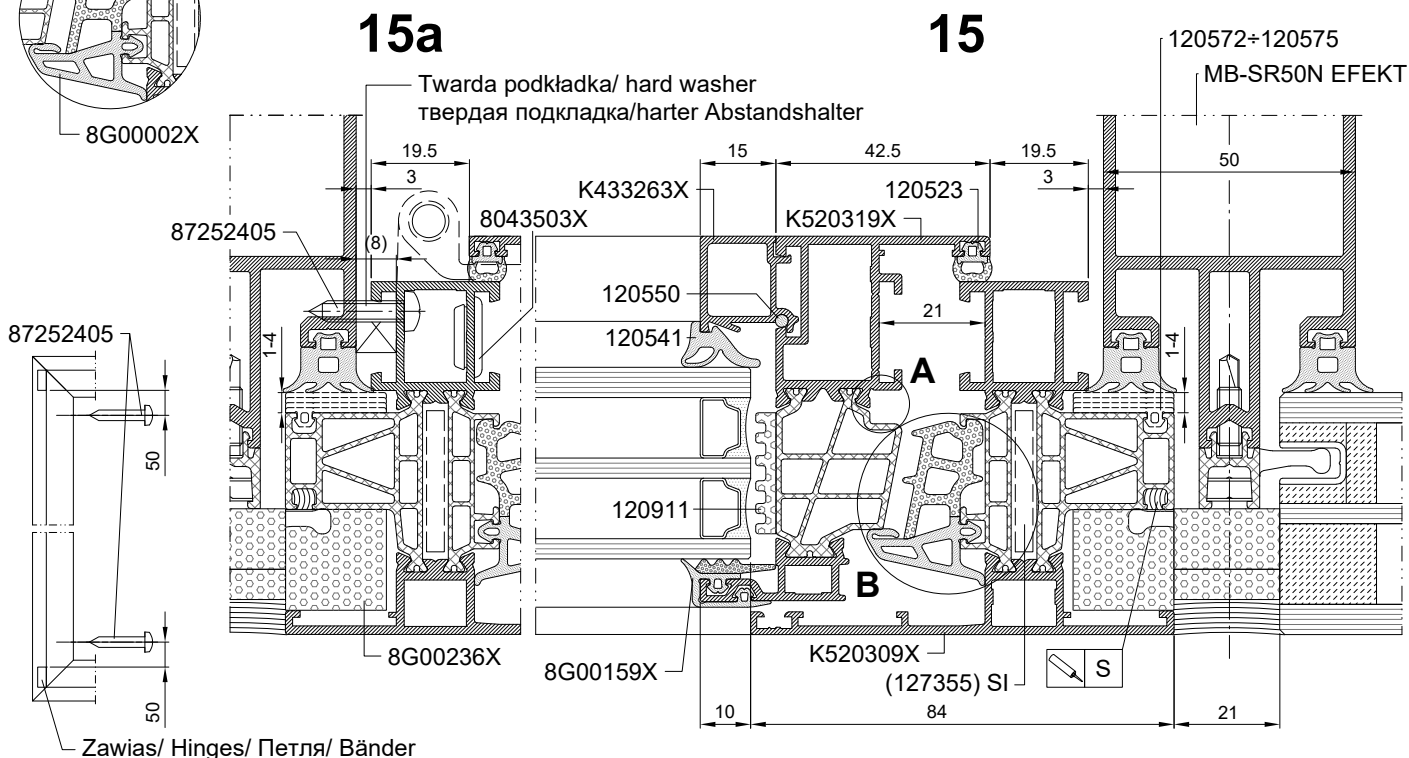 15a
15
120572÷120575
MB-SR50N EFEKT
Twarda podkładka/ hard washer
твердая подкладка/harter Abstandshalter
8G00002X
19.5
15
42.5
19.5
50
3
3
K433263X
120523
8043503X
K520319X
87252405
(8)
120550
21
87252405
120541
1-4
1-4
A
50
120911
B
8G00236X
8G00159X
K520309X
(127355) SI
S
50
10
84
21
Zawias/ Hinges/ Петля/ Bänder